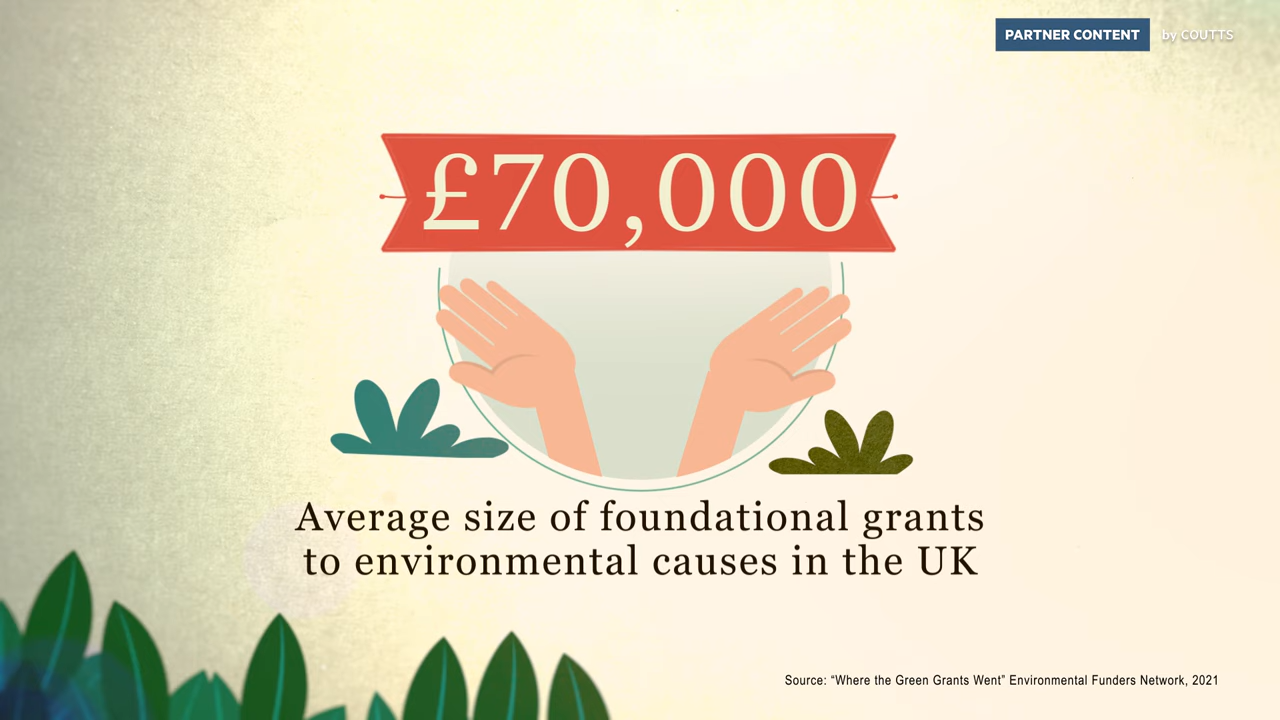 PARTNER CONTENT by COUTTS
£70,000
Average size of foundational grants
to environmental causes in the UK
Source: “Where the Green Grants Went” Environmental Funders Network, 2021